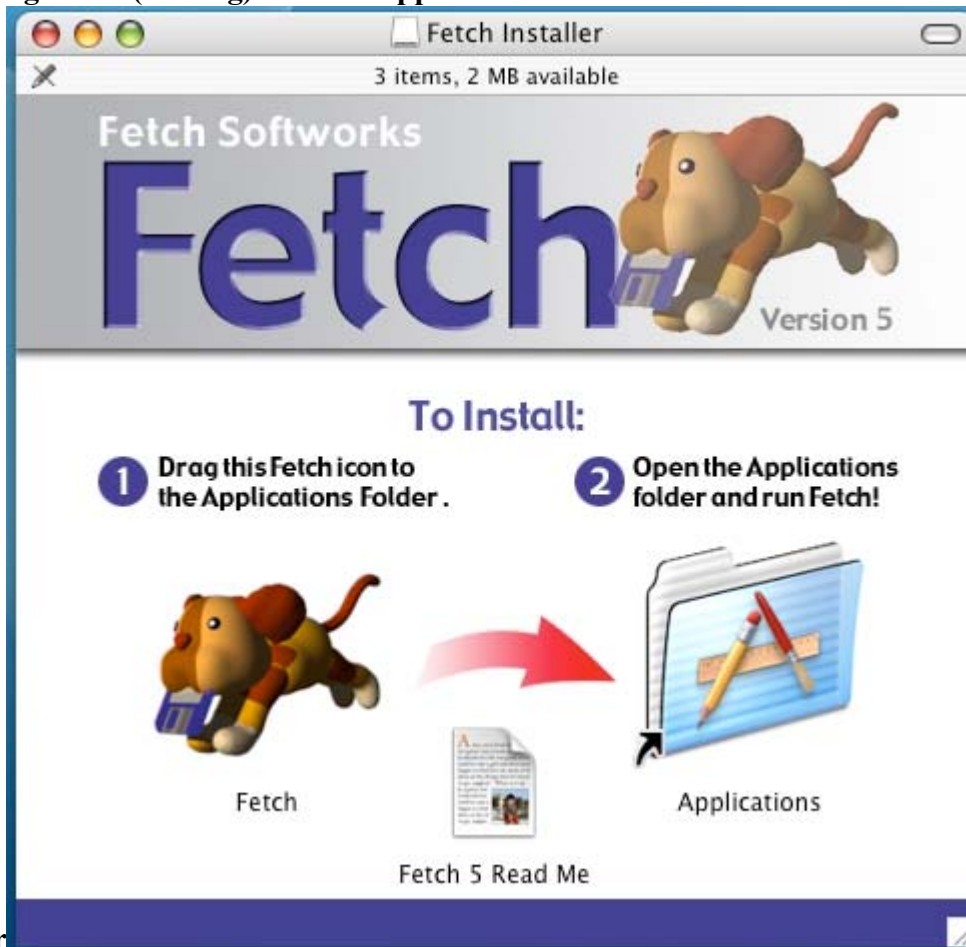 Fetch Installer
3 items, 2 MB available
Fetch Softworks
Fetch
Version 5
To Install:
1 Drag this Fetch icon to
the Applications Folder .
2 Open the Applications
folder and run Fetch!
Fetch
Applications
Fetch 5 Read Me
r